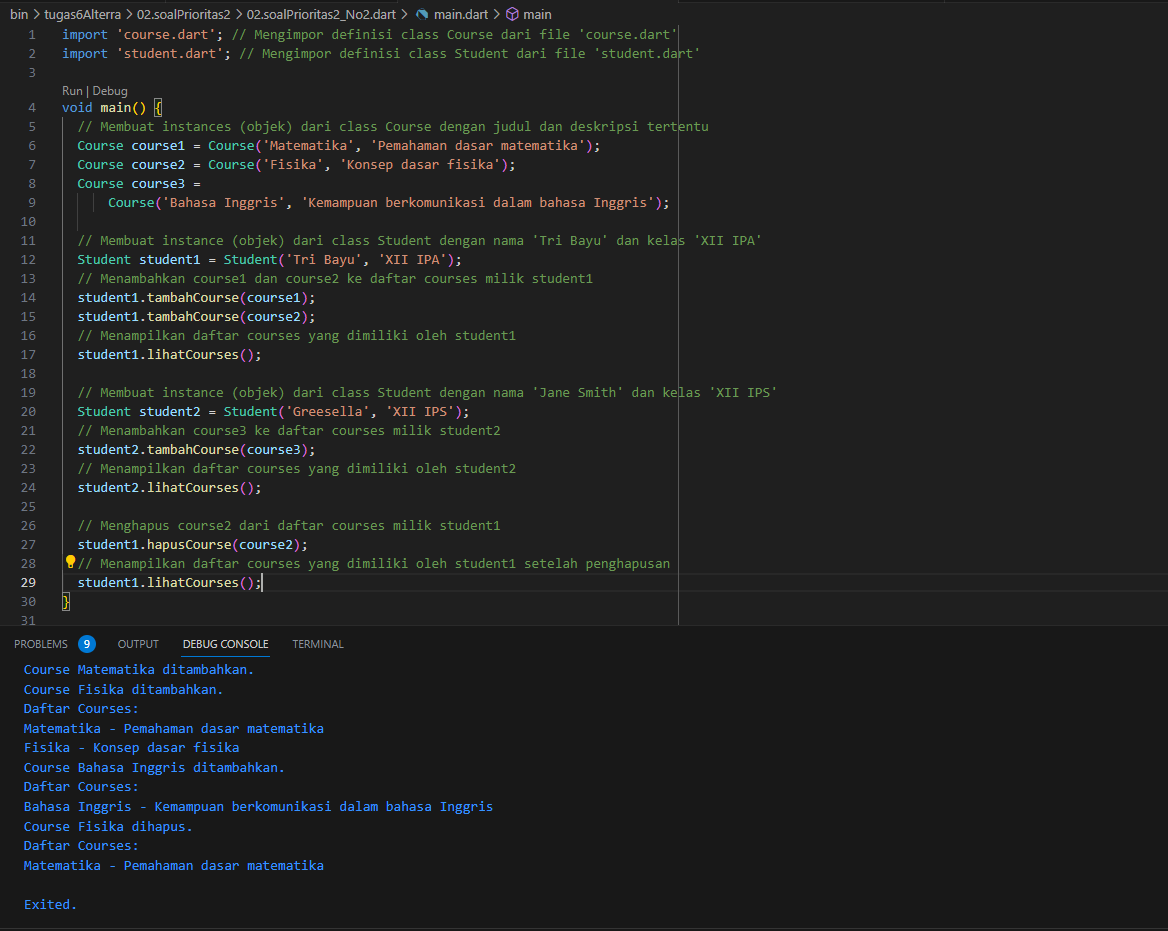 bin > tugas6Alterra > 02.soalPrioritas2 > 02.soalPrioritas2_No2.dart > main.dart > main
1 import 'course.dart'; // Mengimpor definisi class Course dari file 'course.dart'
2 import 'student.dart'; // Mengimpor definisi class Student dari file 'student.dart'
3
Run | Debug
4 void main() {
5 // Membuat instances (objek) dari class Course dengan judul dan deskripsi tertentu
6 Course course1 = Course('Matematika', 'Pemahaman dasar matematika');
7 Course course2 = Course('Fisika', 'Konsep dasar fisika');
8 Course course3 =
9 Course('Bahasa Inggris', 'Kemampuan berkomunikasi dalam bahasa Inggris');
10
11 // Membuat instance (objek) dari class Student dengan nama 'Tri Bayu' dan kelas 'XII IPA'
12 Student student1 = Student('Tri Bayu', 'XII IPA');
13 // Menambahkan course1 dan course2 ke daftar courses milik student1
14 student1.tambahCourse(course1);
15 student1.tambahCourse(course2);
16 // Menampilkan daftar courses yang dimiliki oleh student1
17 student1.lihatCourses();
18
19 // Membuat instance (objek) dari class Student dengan nama 'Jane Smith' dan kelas 'XII IPS'
20 Student student2 = Student('Greesella', 'XII IPS');
21 // Menambahkan course3 ke daftar courses milik student2
22 student2.tambahCourse(course3);
23 // Menampilkan daftar courses yang dimiliki oleh student2
24 student2.lihatCourses();
25
26 // Menghapus course2 dari daftar courses milik student1
27 student1.hapusCourse(course2);
28 // Menampilkan daftar courses yang dimiliki oleh student1 setelah penghapusan
29 student1.lihatCourses();
30 }
31
PROBLEMS 9 OUTPUT DEBUG CONSOLE TERMINAL
Course Matematika ditambahkan.
Course Fisika ditambahkan.
Daftar Courses:
Matematika - Pemahaman dasar matematika
Fisika - Konsep dasar fisika
Course Bahasa Inggris ditambahkan.
Daftar Courses:
Bahasa Inggris - Kemampuan berkomunikasi dalam bahasa Inggris
Course Fisika dihapus.
Daftar Courses:
Matematika - Pemahaman dasar matematika
Exited.